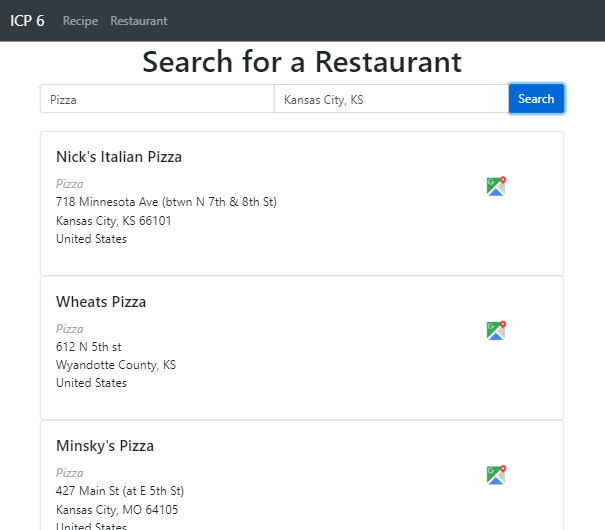 ICP 6 Recipe Restaurant
Search for a Restaurant
Pizza Kansas City, KS Search
Nick's Italian Pizza
Pizza
718 Minnesota Ave (btwn N 7th & 8th St)
Kansas City, KS 66101
United States
Wheats Pizza
Pizza
612 N 5th st
Wyandotte County, KS
United States
Minsky's Pizza
Pizza
427 Main St (at E 5th St)
Kansas City, MO 64105
United States